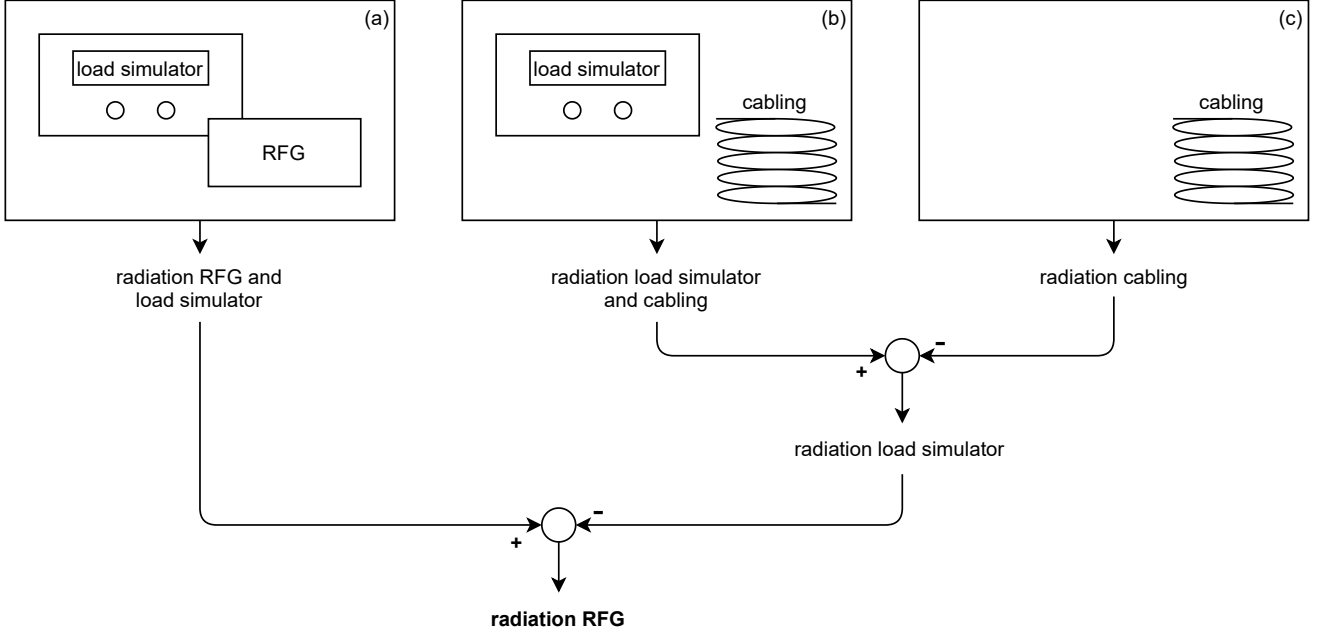 (a)
load simulator
RFG
(b)
load simulator
cabling
(c)
cabling
radiation RFG and
load simulator
radiation load simulator
and cabling
radiation cabling
-
+
radiation load simulator
-
+
radiation RFG